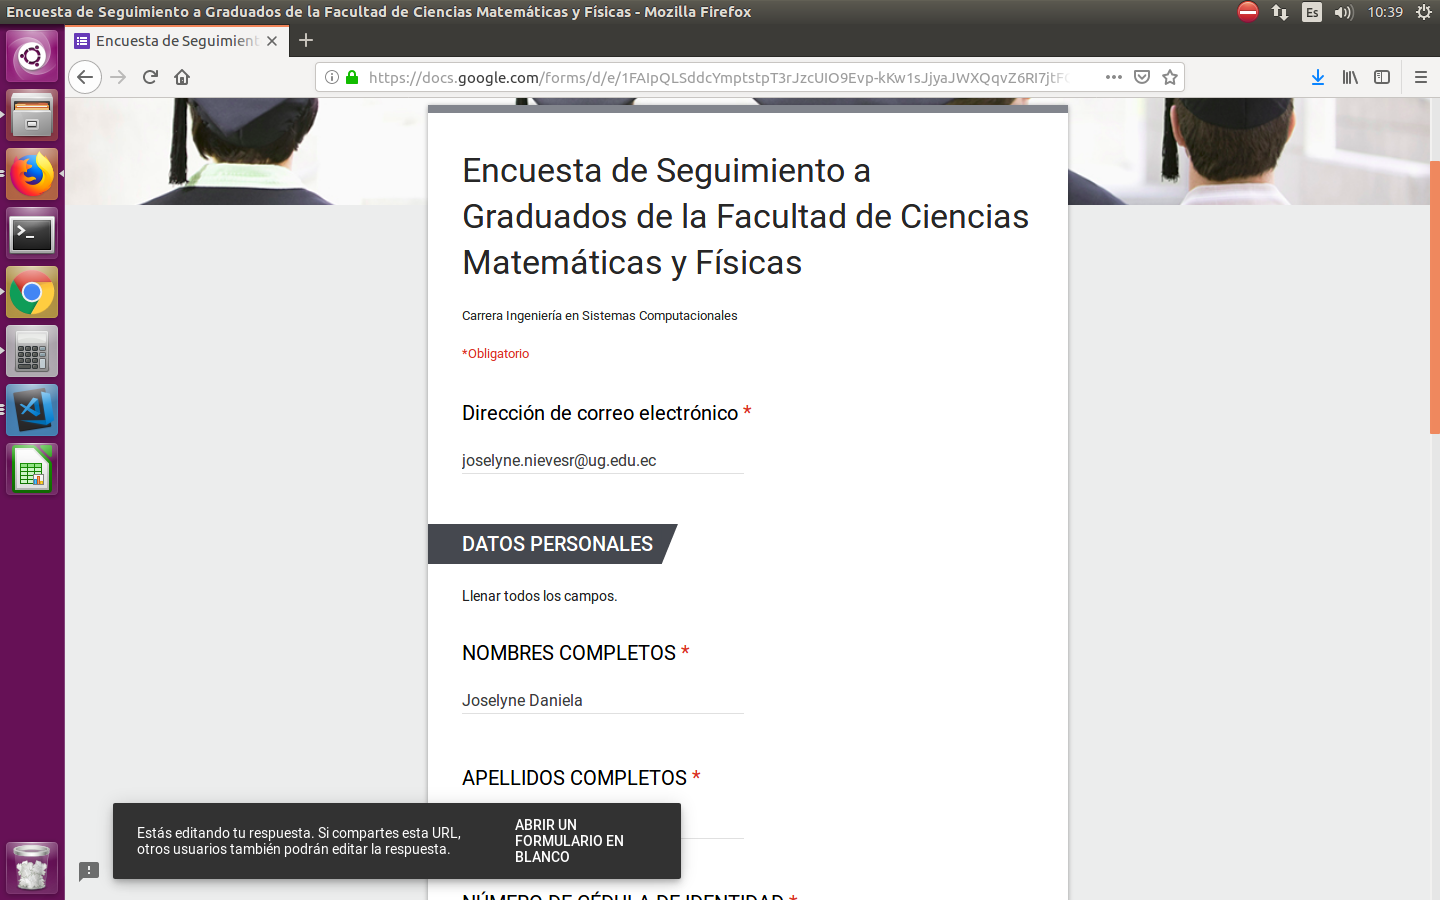 Encuesta de Seguimiento a Graduados de la Facultad de Ciencias Matemáticas y Físicas - Mozilla Firefox
Es
10:39
Encuesta de Seguimient
https://docs.google.com/forms/d/e/1FAIpQLSddcYmptstpT3rJzcUIO9Evp-kKw1sJjyaJWXQqvZ6RI7jtF
Encuesta de Seguimiento a
Graduados de la Facultad de Ciencias
Matemáticas y Físicas
Carrera Ingeniería en Sistemas Computacionales
*Obligatorio
Dirección de correo electrónico *
joselyne.nievesr@ug.edu.ec
DATOS PERSONALES
Llenar todos los campos.
NOMBRES COMPLETOS *
Joselyne Daniela
APELLIDOS COMPLETOS *
Estás editando tu respuesta. Si compartes esta URL,
otros usuarios también podrán editar la respuesta.
ABRIR UN
FORMULARIO EN
BLANCO
NÚMERO DE CÉDULA DE IDENTIDAD *